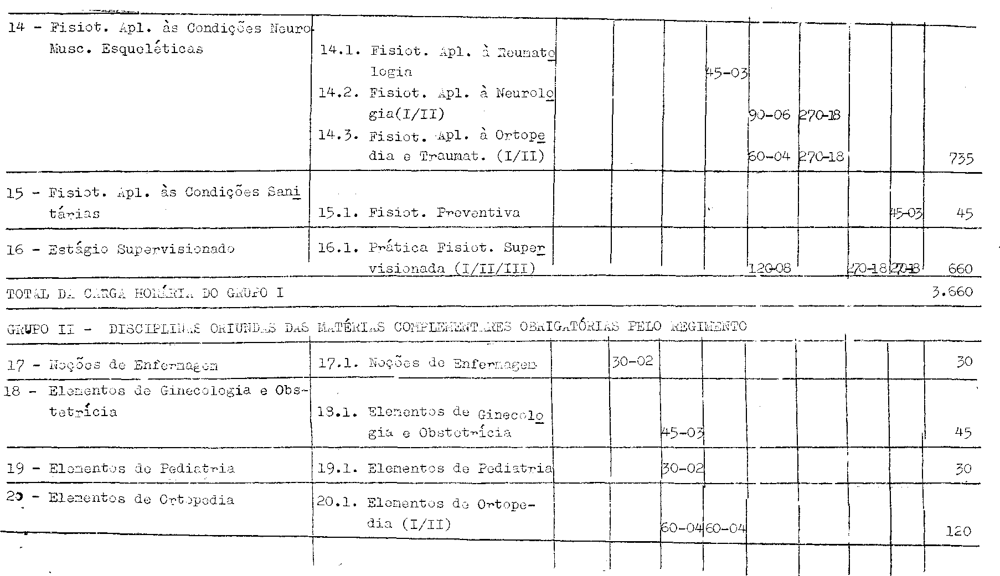 14 - Fisiot. Apl. às Condições Neuro
Musc. Esqueléticas
14.1. Fisiot. Apl. à Reumato
logia 45-03
14.2. Fisiot. Apl. à Neurolo
gia(I/II) 90-06 270-18
14.3. Fisiot. Apl. à Ortope
dia e Traumat. (I/II) 60-04 270-18 735
15 - Fisiot. Apl. às Condições Sani
tárias 15.1. Fisiot. Preventiva 45-03 45
16 - Estágio Supervisionado 16.1. Prática Fisiot. Super
visionada (I/II/III) 120-08 270-18 270-18 660
TOTAL DA CARGA HORÁRIA DO GRUPO I 3.660
GRUPO II - DISCIPLINAS ORIUNDAS DAS MATÉRIAS COMPLEMENTARES OBRIGATÓRIAS PELO REGIMENTO
17 - Noções de Enfermagem 17.1. Noções de Enfermagem 30-02 30
18 - Elementos de Ginecologia e Obs-
tetrícia 18.1. Elementos de Ginecolo
gia e Obstetrícia 45-03 45
19 - Elementos de Pediatria 19.1. Elementos de Pediatria 30-02 30
20 - Elementos de Ortopedia 20.1. Elementos de Ortope-
dia (I/II) 60-04 60-04 120